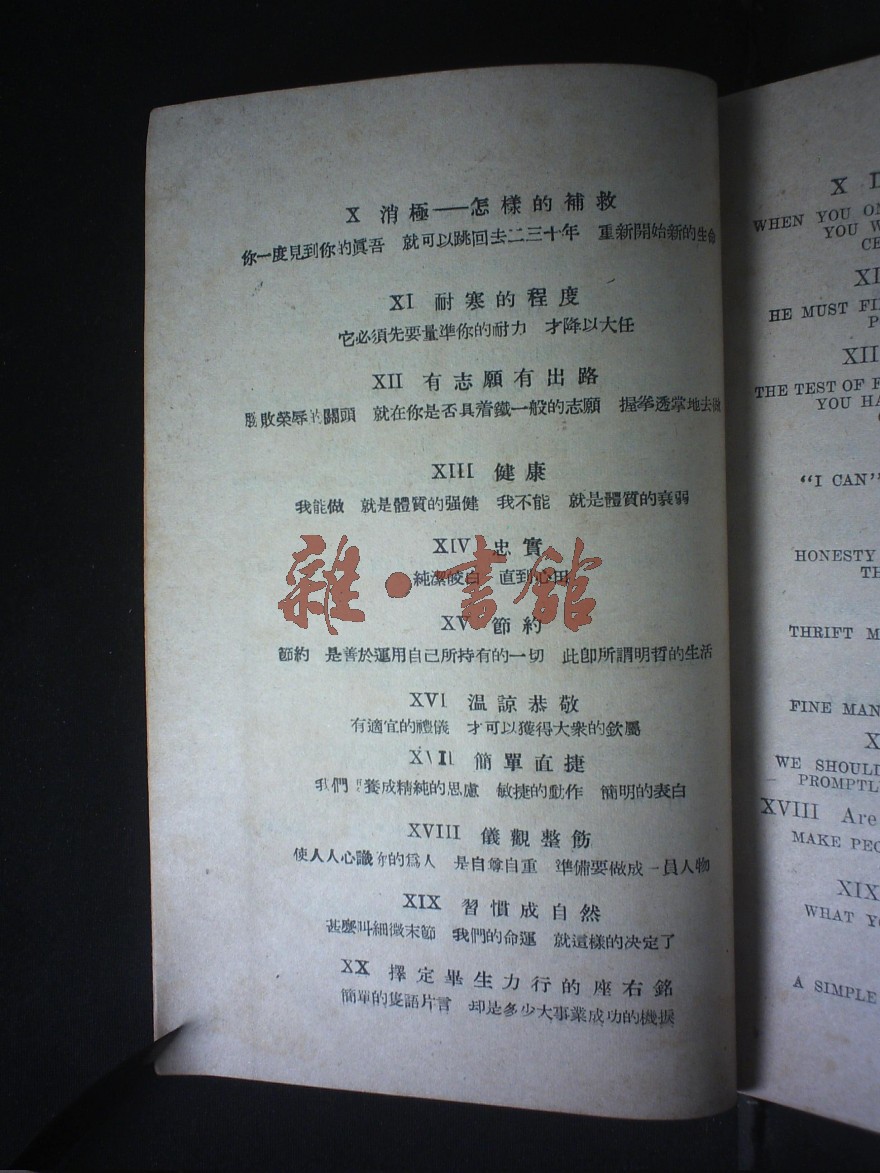 X 消極——怎樣的補救
你一度見到你的眞吾 就可以跳回去二三十年 重新開始新的生命
XI 耐寒的程度
它必須先要量準你的耐力 才降以大任
XII 有志願有出路
勝敗榮辱的關頭 就在你是否具着鐵一般的志願 握拳透掌地去做
XIII 健康
我能做 就是體質的强健 我不能 就是體質的衰弱
XIV 忠實
純潔皎白 直到心田
XV 節約
節約 是善於運用自己所持有的一切 此卽所謂明哲的生活
XVI 温諒恭敬
有適宜的禮儀 才可以獲得大衆的欽屬
XVII 簡單直捷
我們 養成精純的思慮 敏捷的動作 簡明的表白
XVIII 儀觀整飭
使人人心識你的爲人 是自尊自重 準備要做成一員人物
XIX 習慣成自然
甚麼叫細微末節 我們的命運 就這樣的决定了
XX 擇定畢生力行的座右銘
簡單的隻語片言 却是多少大事業成功的機捩
雜·書館
X
WHEN YOU
YOU
XI
HE MUST
XII
THE TEST OF
YOU
"I CAN"
HONESTY
THRIFT
FINE
WE SHOULD
XVIII Are
MAKE
XIX
WHAT
A SIMPLE